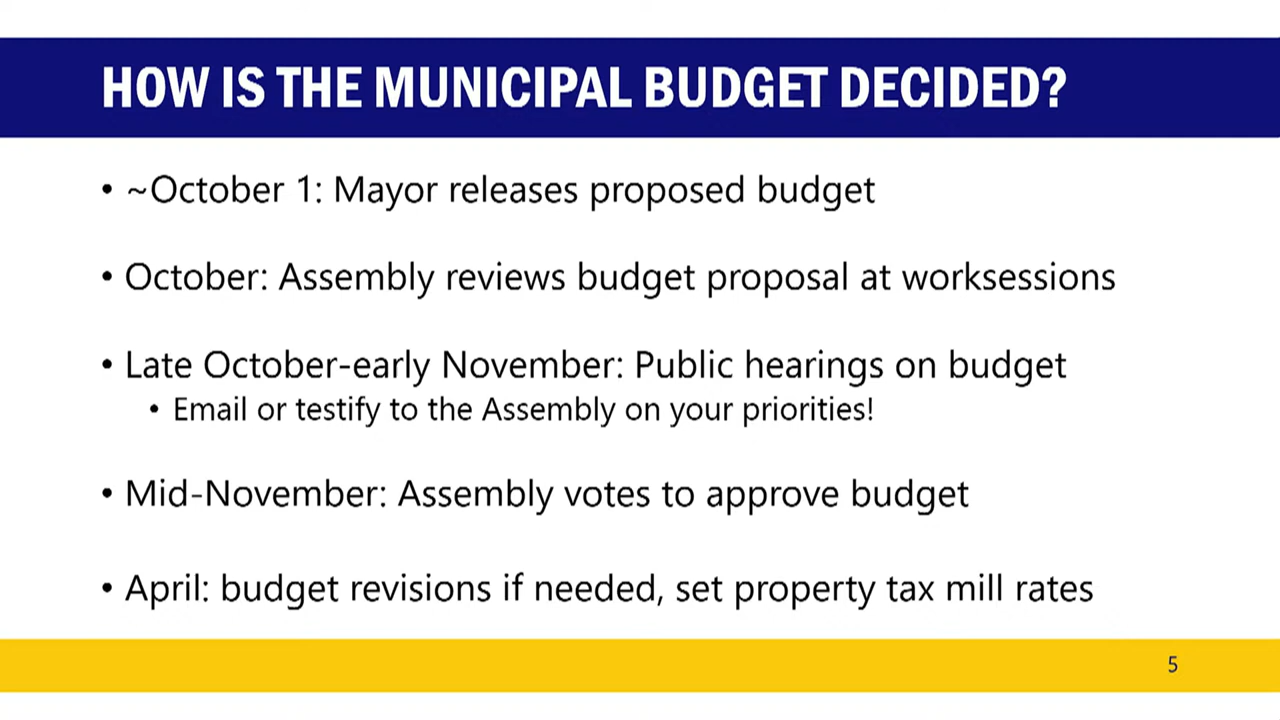 HOW IS THE MUNICIPAL BUDGET DECIDED?
• ~October 1: Mayor releases proposed budget
• October: Assembly reviews budget proposal at worksessions
• Late October-early November: Public hearings on budget
• Email or testify to the Assembly on your priorities!
• Mid-November: Assembly votes to approve budget
• April: budget revisions if needed, set property tax mill rates
5